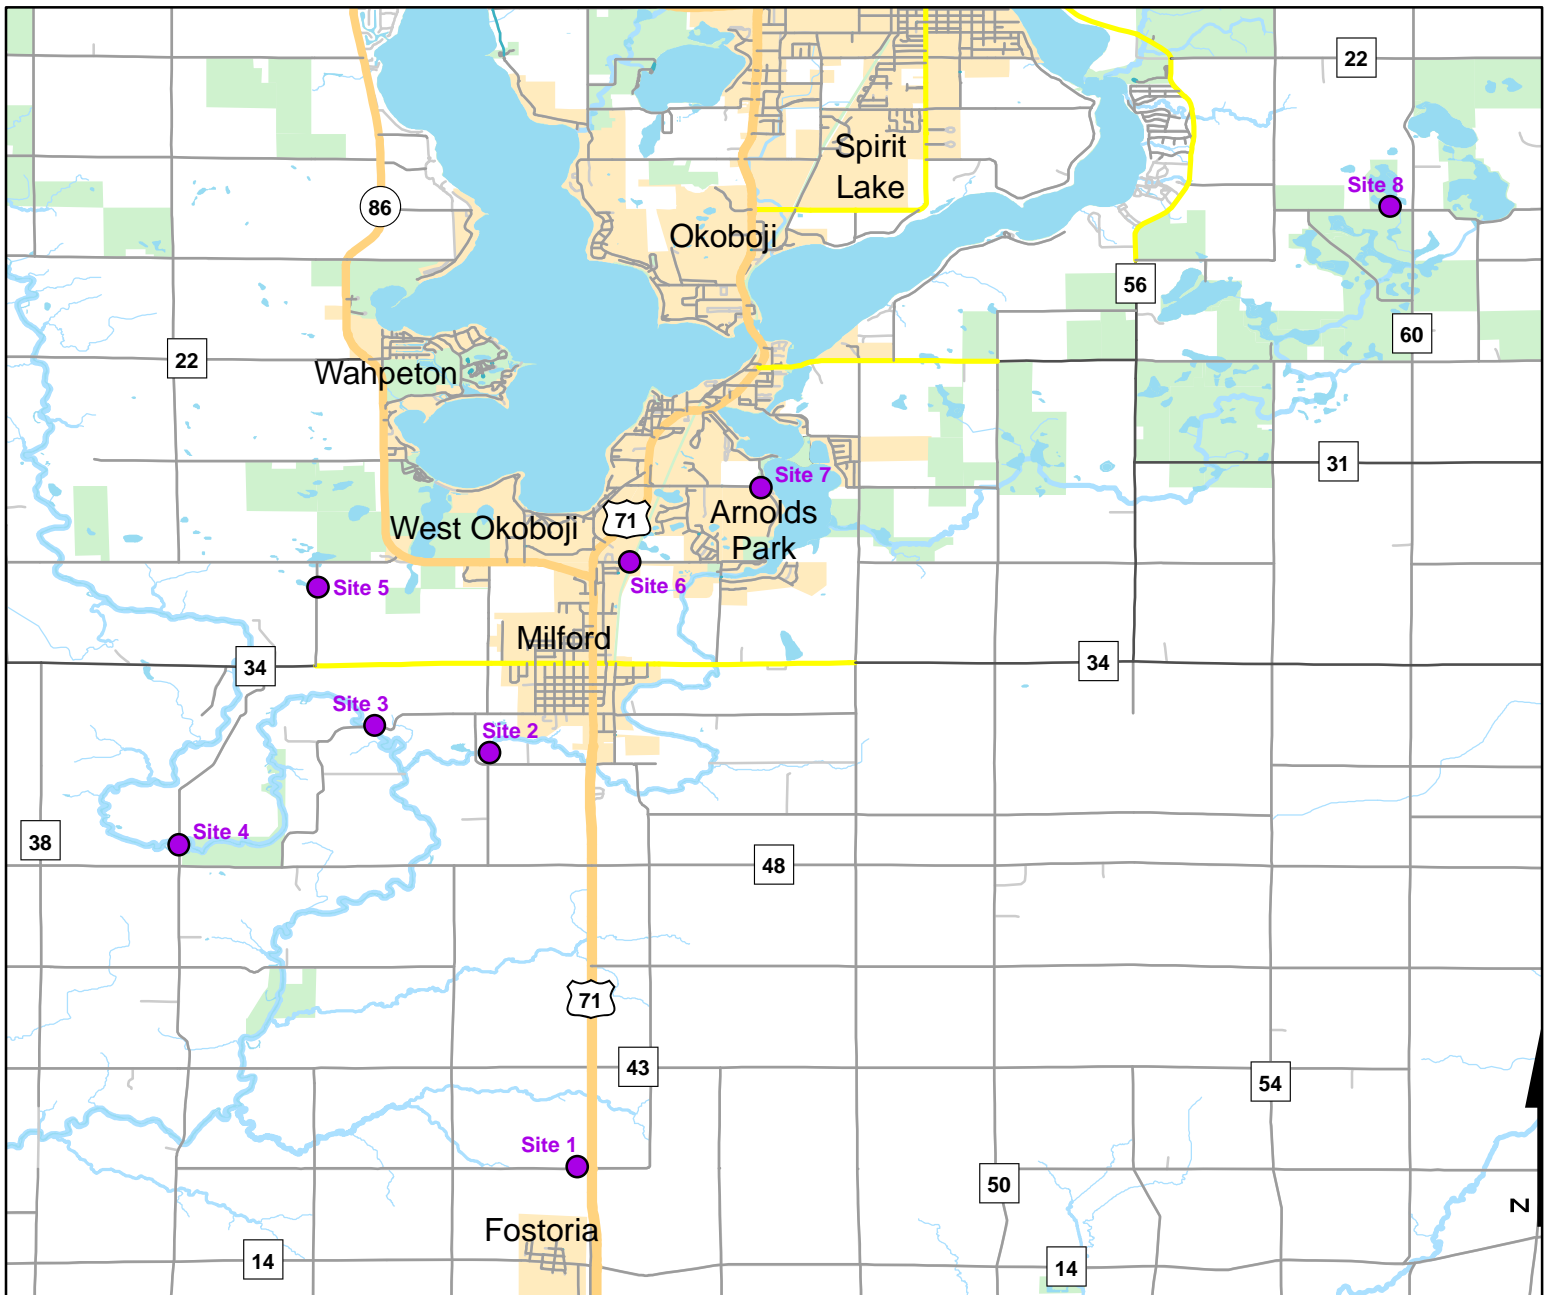 22
Spirit
Lake
Site 8
86
Okoboji
56
60
22
Wahpeton
31
Site 7
71
Arnolds
Park
West Okoboji
Site 6
Site 5
Milford
34
34
Site 3
Site 2
Site 4
38
48
71
43
54
Site 1
50
N
Fostoria
14
14